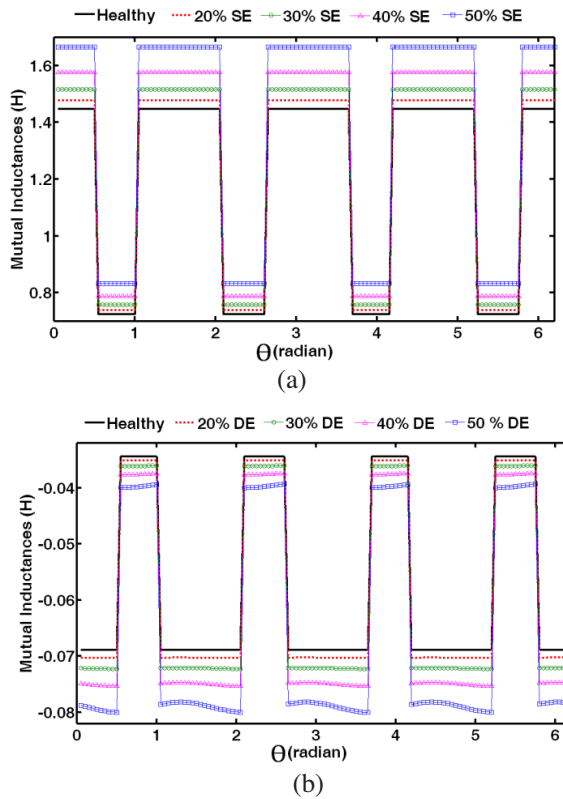 Healthy 20% SE 30% SE 40% SE 50% SE
Mutual Inductances (H)
1.6
1.4
1.2
1
0.8
0 1 2 3 4 5 6
Θ(radian)
(a)
Healthy 20% DE 30% DE 40% DE 50 % DE
Mutual Inductances (H)
-0.04
-0.05
-0.06
-0.07
-0.08
0 1 2 3 4 5 6
Θ(radian)
(b)